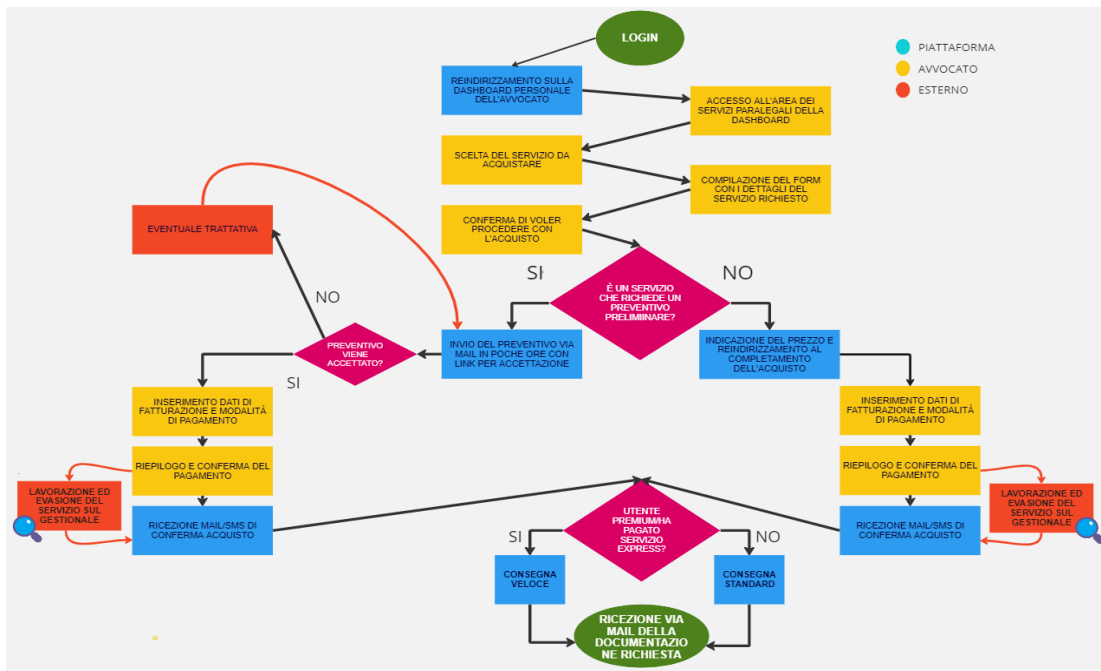 LOGIN
PIATTAFORMA
AVVOCATO
ESTERNO
REINDIRIZZAMENTO SULLA
DASHBOARD PERSONALE
DELL'AVVOCATO
ACCESSO ALL'AREA DEI
SERVIZI PARALEGALI DELLA
DASHBOARD
SCELTA DEL SERVIZIO DA
ACQUISTARE
COMPILAZIONE DEL FORM
CON I DETTAGLI DEL
SERVIZIO RICHIESTO
CONFERMA DI VOLER
PROCEDERE CON
L'ACQUISTO
EVENTUALE TRATTATIVA
SI
NO
È UN SERVIZIO
CHE RICHIEDE UN
PREVENTIVO
PRELIMIINARE?
NO
PREVENTIVO
VIENE
ACCETTATO?
INVIO DEL PREVENTIVO VIA
MAIL IN POCHE ORE CON
LINK PER ACCETTAZIONE
INDICAZIONE DEL PREZZO E
REINDIRIZZAMENTO AL
COMPLETAMENTO
DELL'ACQUISTO
SI
INSERIMENTO DATI DI
FATTURAZIONE E MODALITÀ
DI PAGAMENTO
INSERIMENTO DATI DI
FATTURAZIONE E MODALITÀ
DI PAGAMENTO
RIEPILOGO E CONFERMA DEL
PAGAMENTO
RIEPILOGO E CONFERMA DEL
PAGAMENTO
LAVORAZIONE ED
EVASIONE DEL
SERVIZIO SUL
GESTIONALE
LAVORAZIONE ED
EVASIONE DEL
SERVIZIO SUL
GESTIONALE
RICEZIONE MAIL/SMS DI
CONFERMA ACQUISTO
RICEZIONE MAIL/SMS DI
CONFERMA ACQUISTO
UTENTE
PREMIUM/HA
PAGATO
SERVIZIO
EXPRESS?
SI
NO
CONSEGNA
VELOCE
CONSEGNA
STANDARD
RICEZIONE VIA
MAIL DELLA
DOCUMENTAZIO
NE RICHIESTA